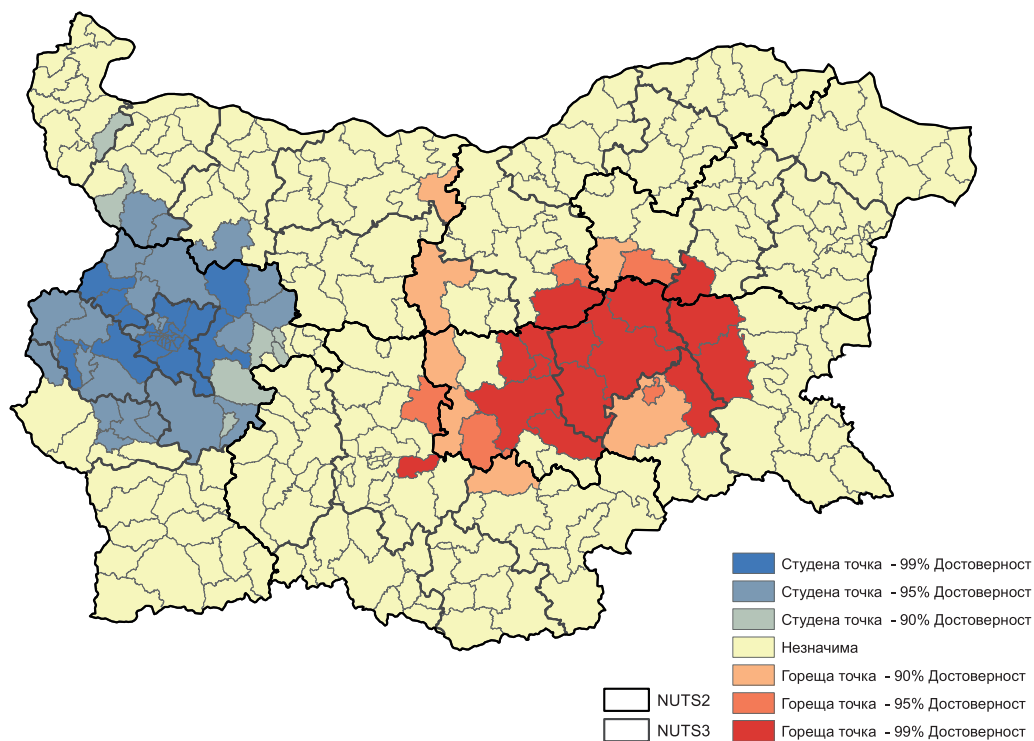 Студена точка - 99% Достоверност
Студена точка - 95% Достоверност
Студена точка - 90% Достоверност
Незначима
Гореща точка - 90% Достоверност
Гореща точка - 95% Достоверност
Гореща точка - 99% Достоверност
NUTS2
NUTS3